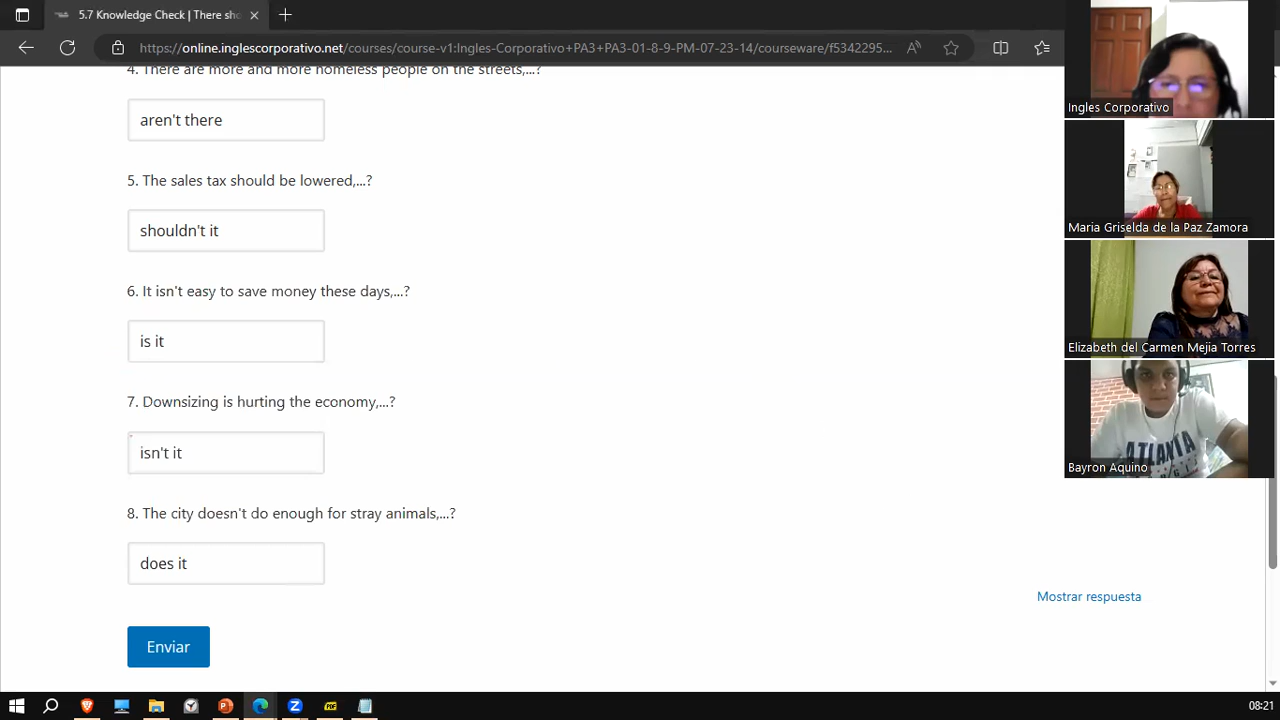 5.7 Knowledge Check | There sho
https://online.inglescorporativo.net/courses/course-v1:Ingles-Corporativo+PA3+PA3-01-8-9-PM-07-23-14/courseware/f5342295...
4. There are more and more homeless people on the streets,...?
aren't there
5. The sales tax should be lowered,...?
shouldn't it
6. It isn't easy to save money these days,...?
is it
7. Downsizing is hurting the economy,...?
isn't it
8. The city doesn't do enough for stray animals,...?
does it
Mostrar respuesta
Enviar
Ingles Corporativo
Maria Griselda de la Paz Zamora
Elizabeth del Carmen Mejia Torres
ATLANTA
Bayron Aquino
08:21